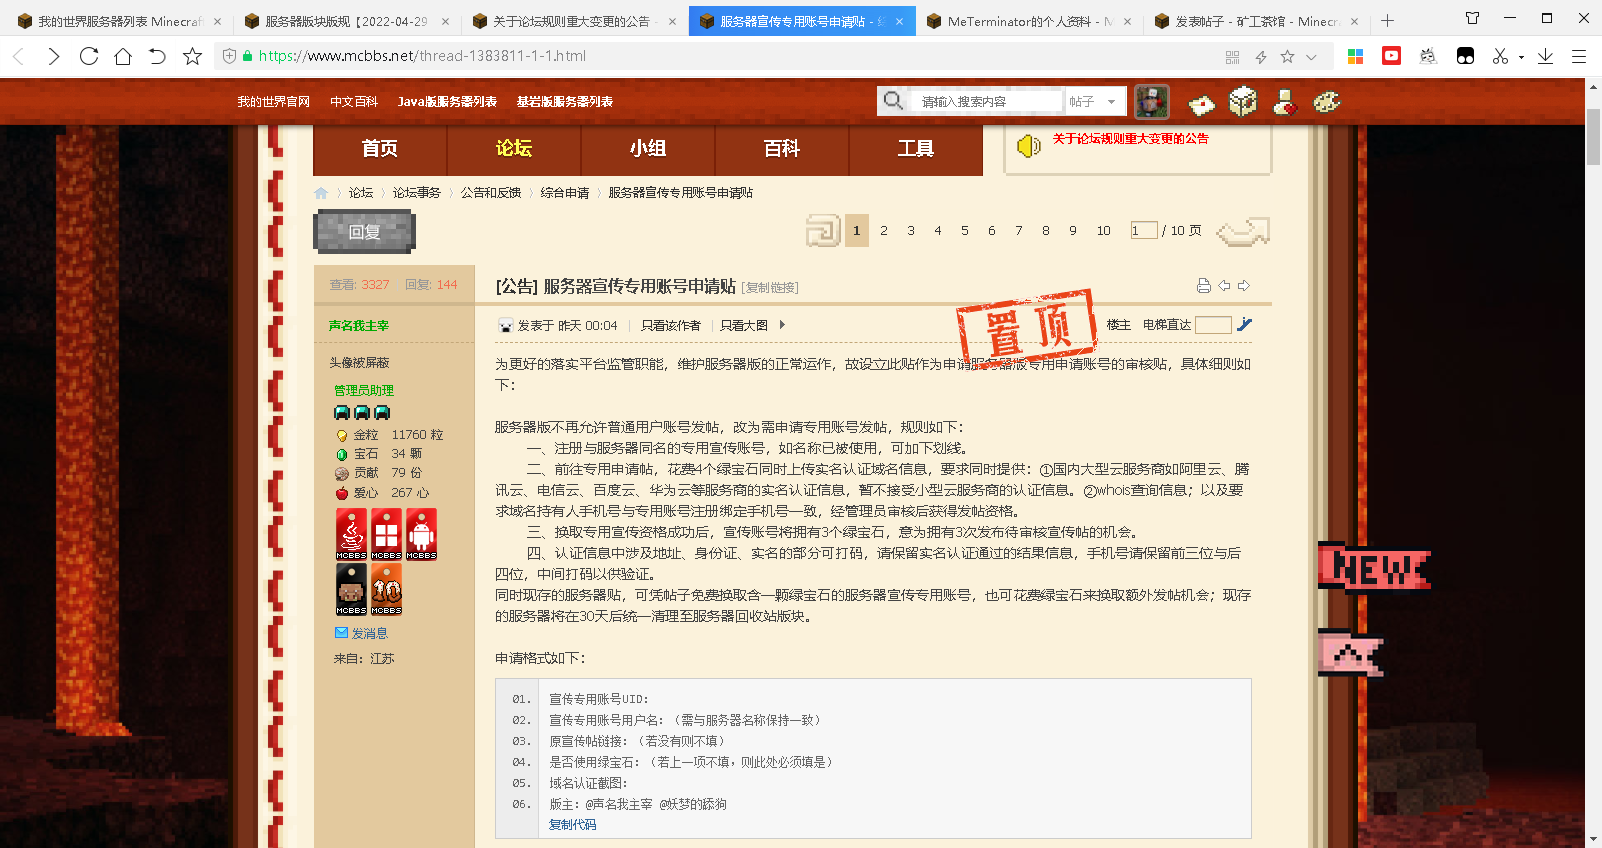 我的世界服务器列表 Minecraft
服务器版块版规【2022-04-29
关于论坛规则重大变更的公告 -
服务器宣传专用账号申请贴 -
MeTerminator的个人资料 - M
发表帖子 - 矿工茶馆 - Minecra
https://www.mcbbs.net/thread-1383811-1-1.html
我的世界官网 中文百科 Java版服务器列表 基岩版服务器列表
请输入搜索内容 帖子
首页 论坛 小组 百科 工具
关于论坛规则重大变更的公告
论坛 论坛事务 公告和反馈 综合申请 服务器宣传专用账号申请贴
回复
1 2 3 4 5 6 7 8 9 10 1 / 10 页
查看: 3327 回复: 144
[公告] 服务器宣传专用账号申请贴 [复制链接]
声名我主宰
发表于 昨天 00:04 只看该作者 只看大图
置顶
楼主 电梯直达
头像被屏蔽
管理员助理
金粒 11760 粒
宝石 34 颗
贡献 79 份
爱心 267 心
MCBBS MCBBS MCBBS
MCBBS 10 MCBBS
发消息
来自: 江苏
为更好的落实平台监管职能，维护服务器版的正常运作，故设立此贴作为申请服务器版专用申请账号的审核贴，具体细则如
下：
服务器版不再允许普通用户账号发帖，改为需申请专用账号发帖，规则如下：
一、注册与服务器同名的专用宣传账号，如名称已被使用，可加下划线。
二、前往专用申请帖，花费4个绿宝石同时上传实名认证域名信息，要求同时提供：①国内大型云服务商如阿里云、腾
讯云、电信云、百度云、华为云等服务商的实名认证信息，暂不接受小型云服务商的认证信息。②whois查询信息；以及要
求域名持有人手机号与专用账号注册绑定手机号一致，经管理员审核后获得发帖资格。
三、换取专用宣传资格成功后，宣传账号将拥有3个绿宝石，意为拥有3次发布待审核宣传帖的机会。
四、认证信息中涉及地址、身份证、实名的部分可打码，请保留实名认证通过的结果信息，手机号请保留前三位与后
四位，中间打码以供验证。
同时现存的服务器贴，可凭帖子免费换取含一颗绿宝石的服务器宣传专用账号，也可花费绿宝石来换取额外发帖机会；现存
的服务器将在30天后统一清理至服务器回收站版块。
申请格式如下：
01. 宣传专用账号UID：
02. 宣传专用账号用户名：（需与服务器名称保持一致）
03. 原宣传帖链接：（若没有则不填）
04. 是否使用绿宝石：（若上一项不填，则此处必须填是）
05. 域名认证截图：
06. 版主：@声名我主宰 @妖梦的舔狗
复制代码
NEW